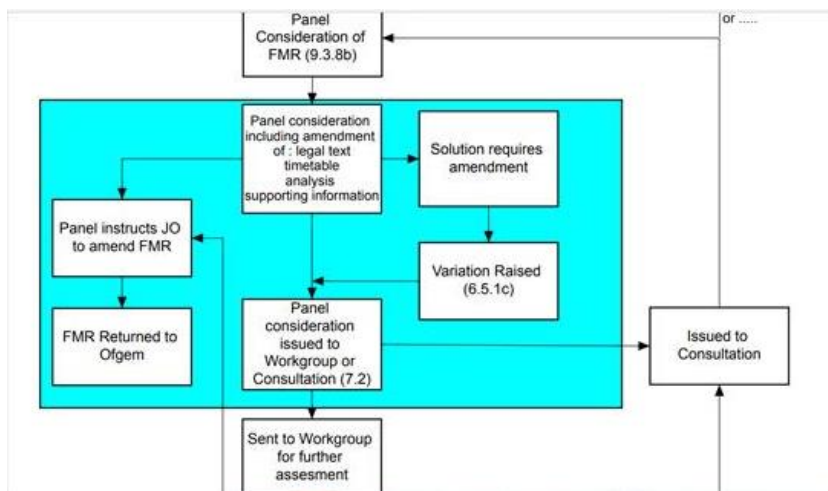 or .....
Panel
Consideration of
FMR (9.3.8b)
Panel consideration
including amendment
of : legal text
timetable
analysis
supporting information
Solution requires
amendment
Panel instructs JO
to amend FMR
Variation Raised
(6.5.1c)
FMR Returned to
Ofgem
Panel
consideration
issued to
Workgroup or
Consultation (7.2)
Issued to
Consultation
Sent to Workgroup
for further
assesment